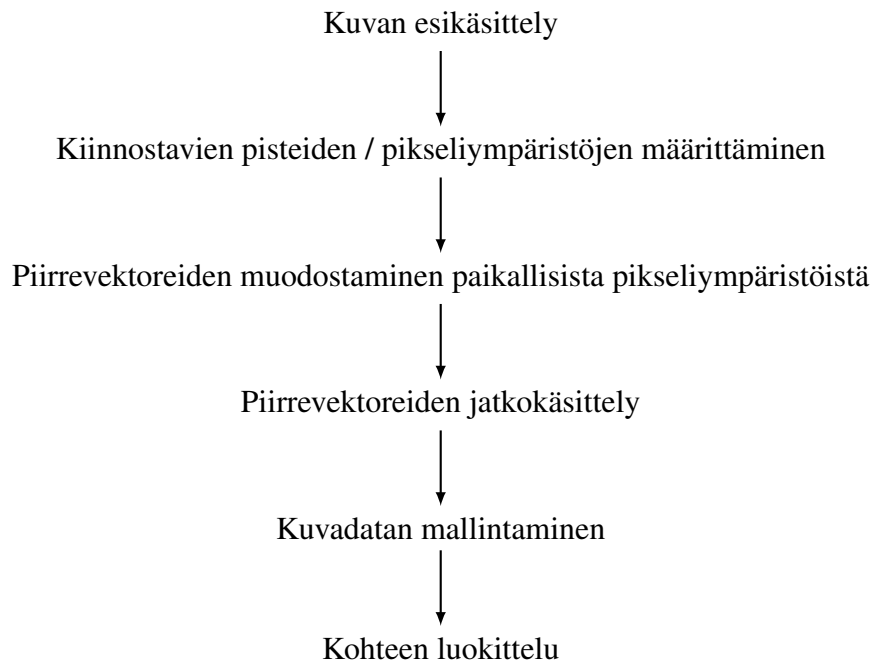 Kuvan esikäsittely
Kiinnostavien pisteiden / pikseliympäristöjen määrittäminen
Piirrevektoreiden muodostaminen paikallisista pikseliympäristöistä
Piirrevektoreiden jatkokäsittely
Kuvadatan mallintaminen
Kohteen luokittelu